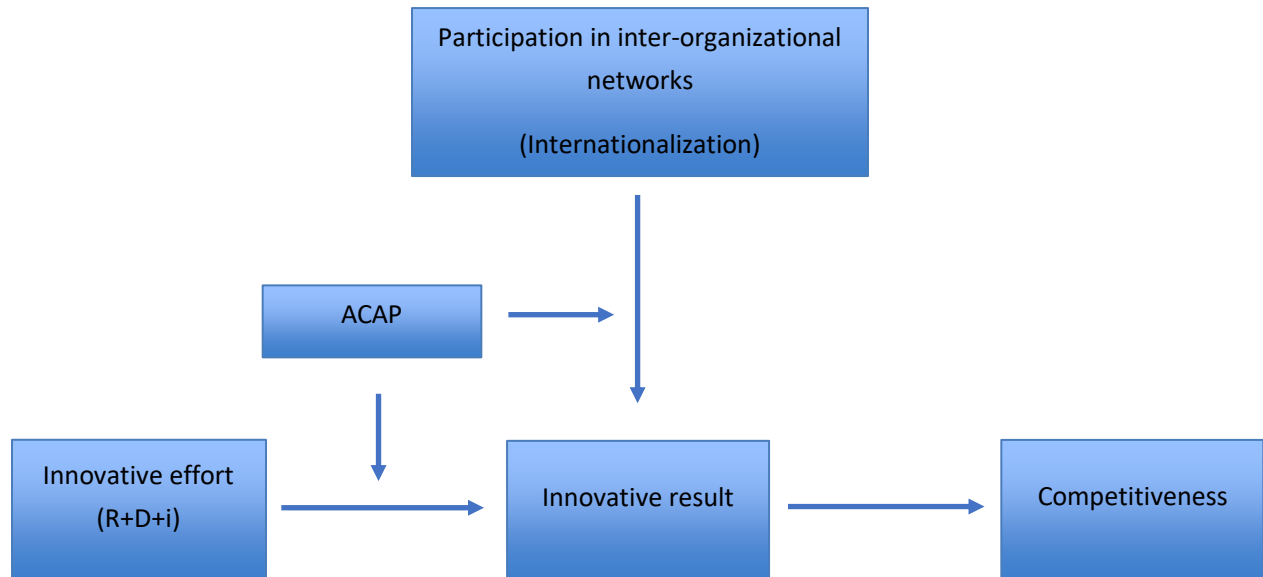 Participation in inter-organizational
networks
(Internationalization)
ACAP
Innovative effort
(R+D+i)
Innovative result
Competitiveness